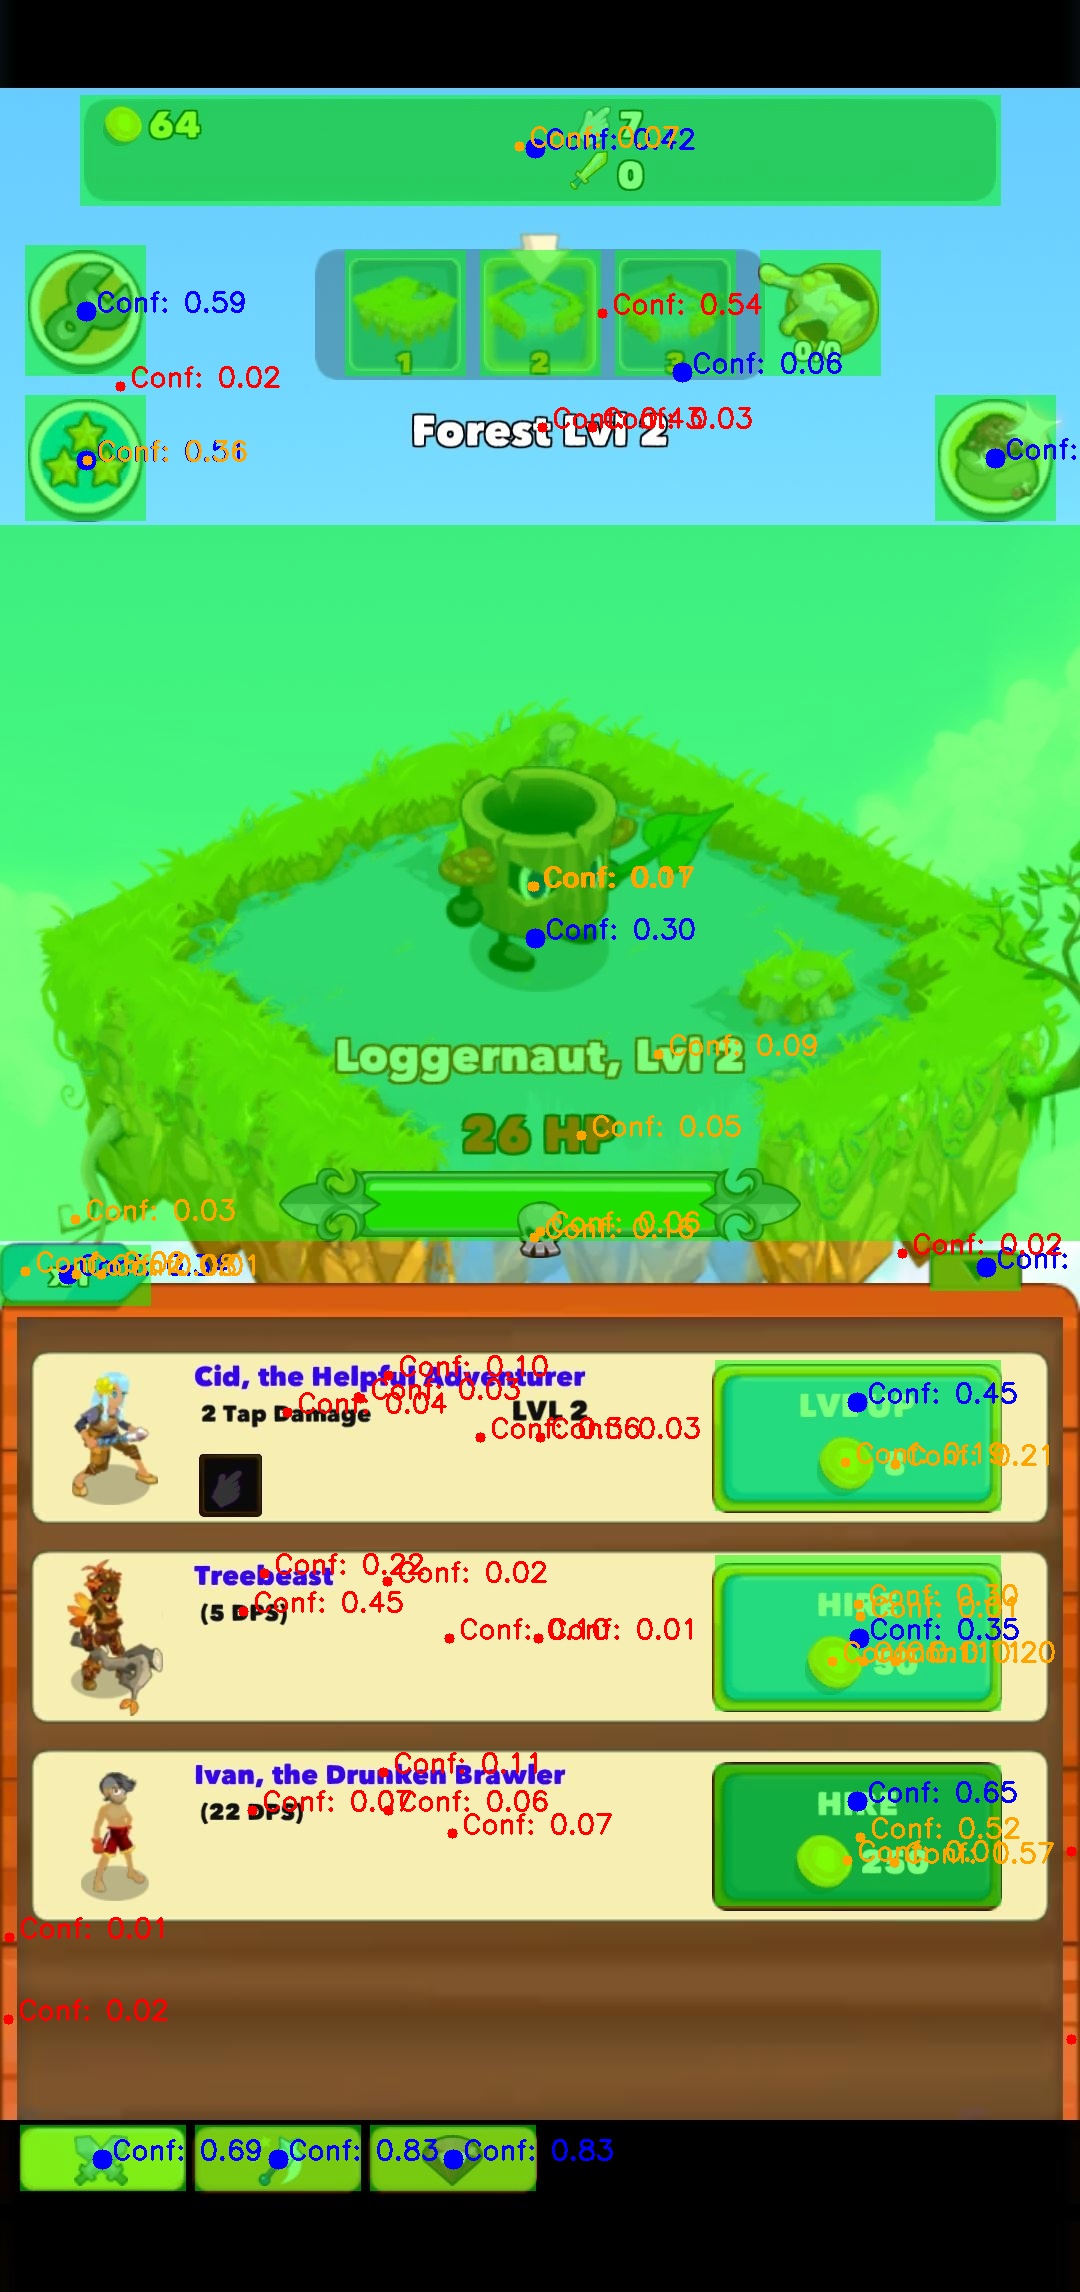 64
7
0
Conf: 0.42
Conf: 0.59
1
2
3
0/0
Conf: 0.54
Conf: 0.06
Conf: 0.02
Forest Lvl 2
Conf: 0.03
Conf: 0.56
Conf:
Conf: 0.30
Loggernaut, Lvl 2
Conf: 0.09
26 HP
Conf: 0.05
Conf: 0.03
Conf: 0.06
Conf: 0.02
Conf:
Cid, the Helpful Adventurer
Conf: 0.10
Conf: 0.03
Conf: 0.04
2 Tap Damage
LVL 2
Conf: 0.03
LVL UP
Conf: 0.45
Treebeast
Conf: 0.22
Conf: 0.02
(5 DPS)
Conf: 0.45
Conf: 0.10
Conf: 0.01
HIRE
Conf: 0.30
Conf: 0.35
50
Ivan, the Drunken Brawler
Conf: 0.11
(22 DPS)
Conf: 0.07
Conf: 0.06
Conf: 0.07
HIRE
Conf: 0.65
Conf: 0.52
250
Conf: 0.57
Conf: 0.01
Conf: 0.02
Conf: 0.69
Conf: 0.83
Conf: 0.83